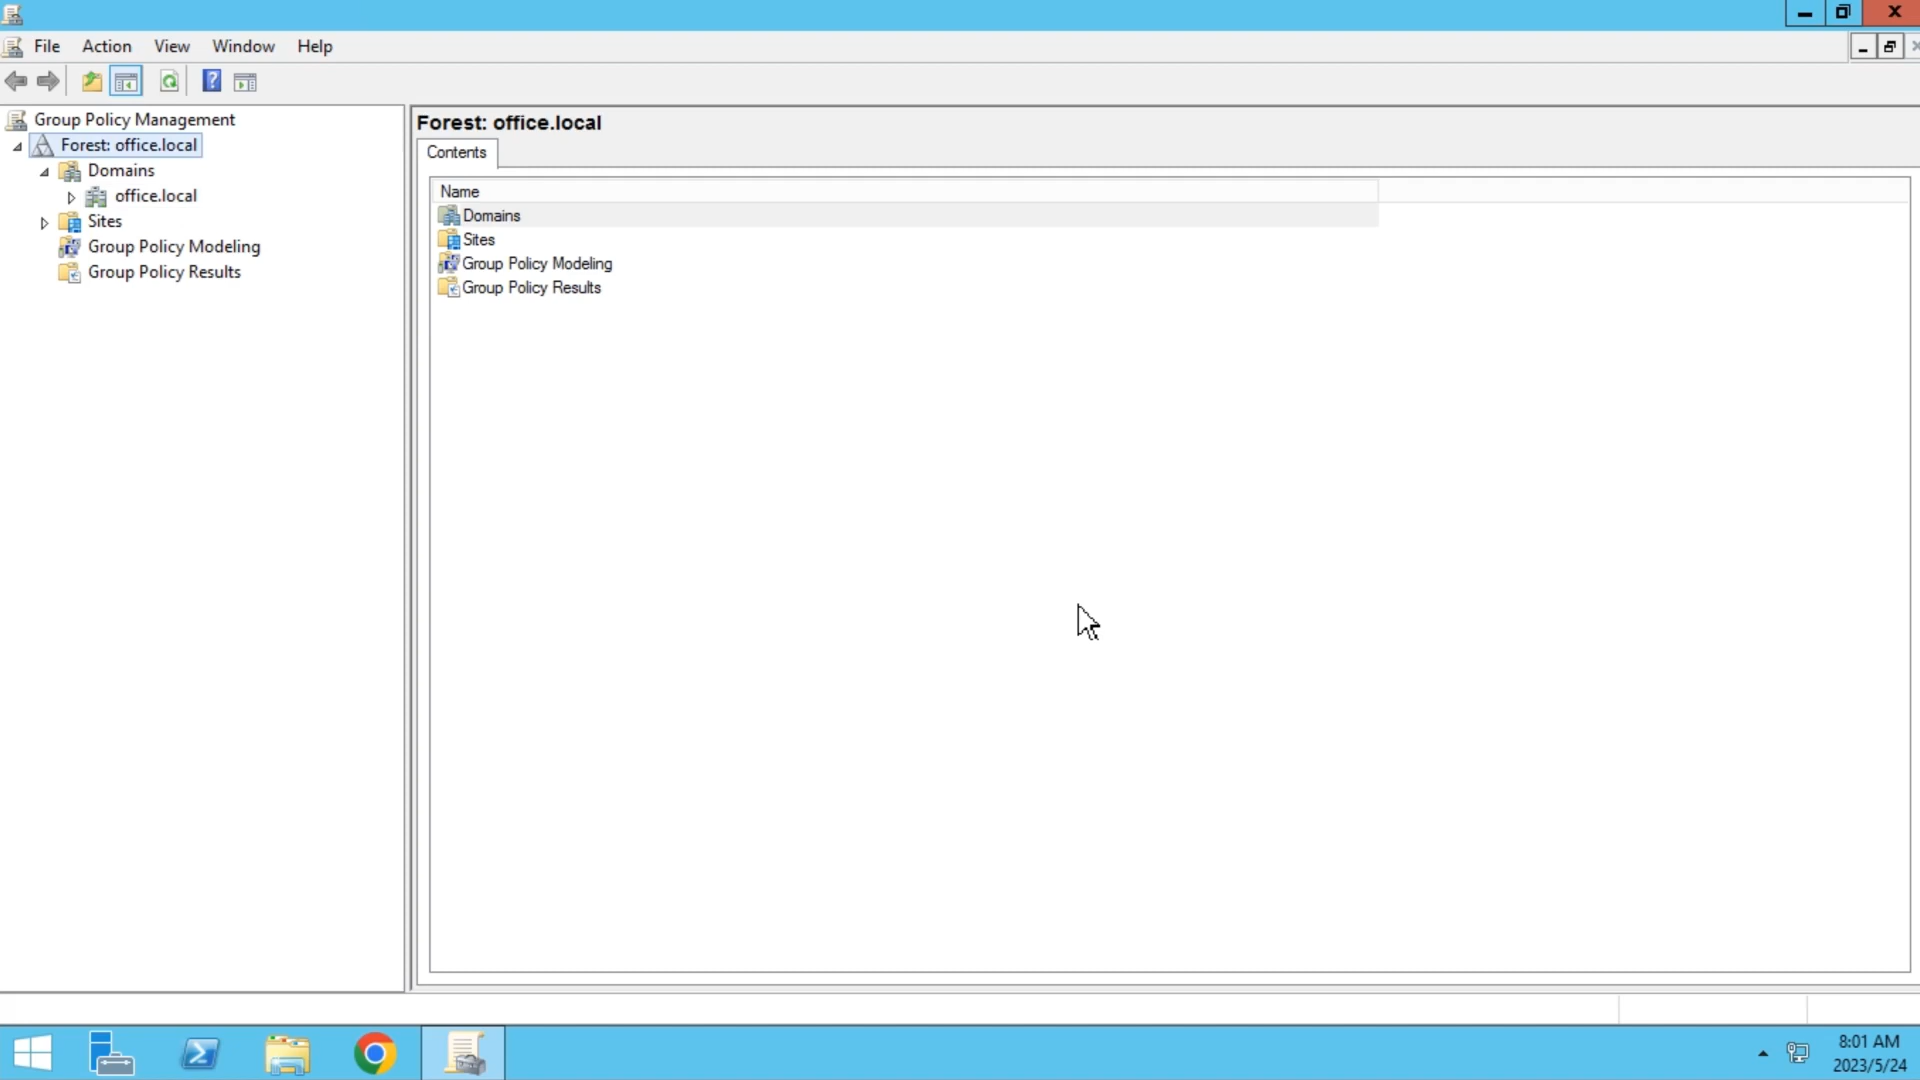 File Action View Window Help
Group Policy Management
Forest: office.local
Domains
office.local
Sites
Group Policy Modeling
Group Policy Results
Forest: office.local
Contents
Name
Domains
Sites
Group Policy Modeling
Group Policy Results
8:01 AM
2023/5/24